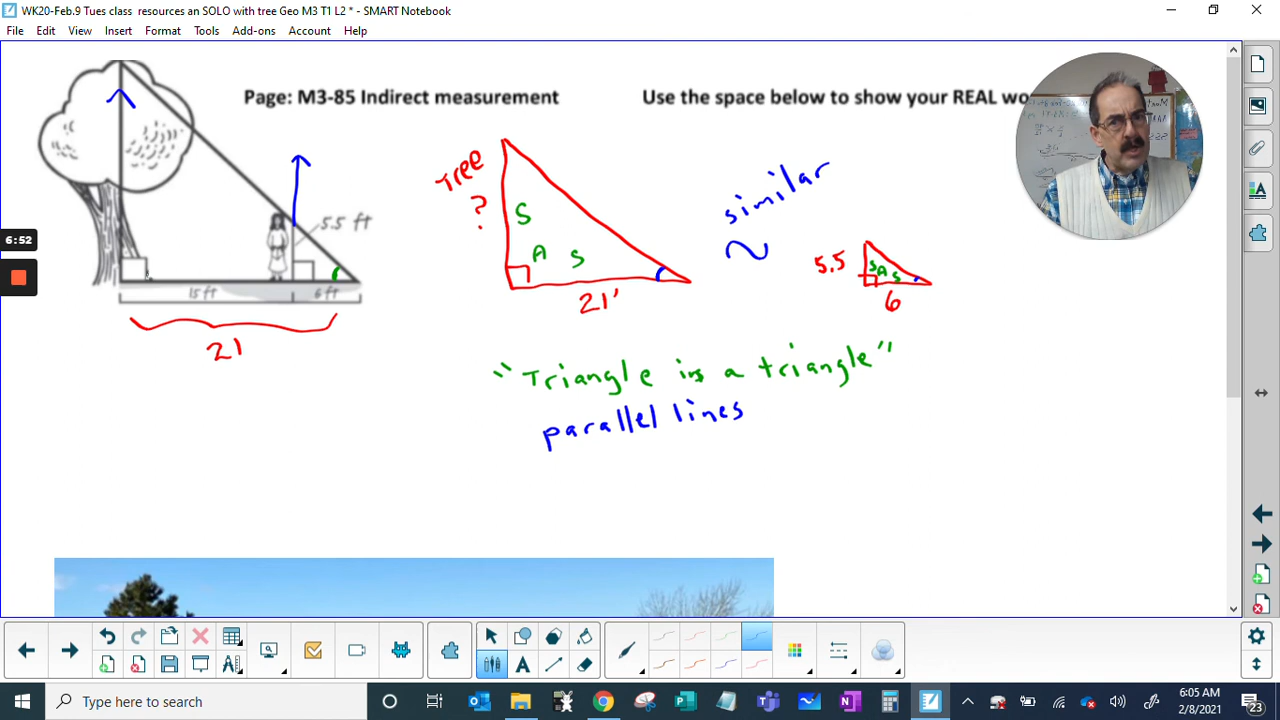 WK20-Feb.9 Tues class resources an SOLO with tree Geo M3 T1 L2 * - SMART Notebook
File Edit View Insert Format Tools Add-ons Account Help
Page: M3-85 Indirect measurement
Use the space below to show your REAL wo
Tree
?
S
A S
21'
similar
~
5.5
S
A
S
6
5.5 ft
15 ft
6 ft
21
6:52
"Triangle is a triangle"
parallel lines
Type here to search
6:05 AM
2/8/2021
23